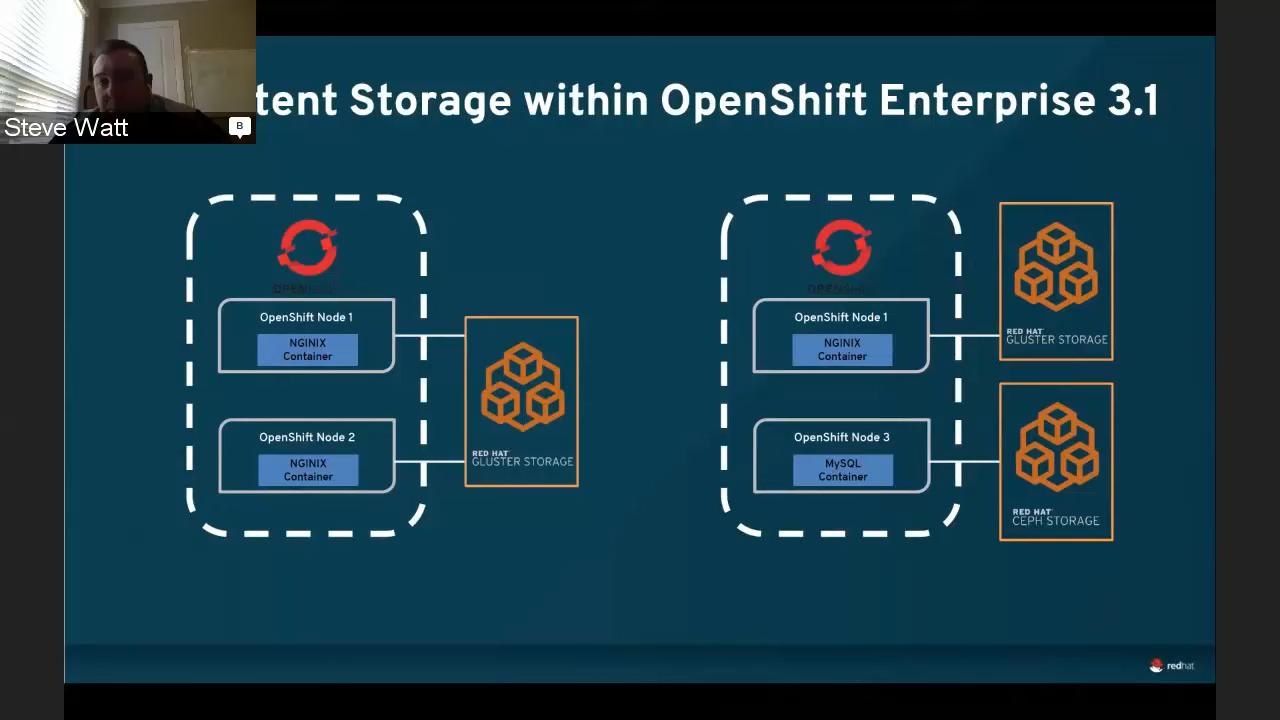 Steve Watt
B
tent Storage within OpenShift Enterprise 3.1
OPENSHIFT
OpenShift Node 1
NGINIX
Container
OpenShift Node 2
NGINIX
Container
RED HAT
GLUSTER STORAGE
OPENSHIFT
OpenShift Node 1
NGINIX
Container
OpenShift Node 3
MySQL
Container
RED HAT
GLUSTER STORAGE
RED HAT
CEPH STORAGE
redhat